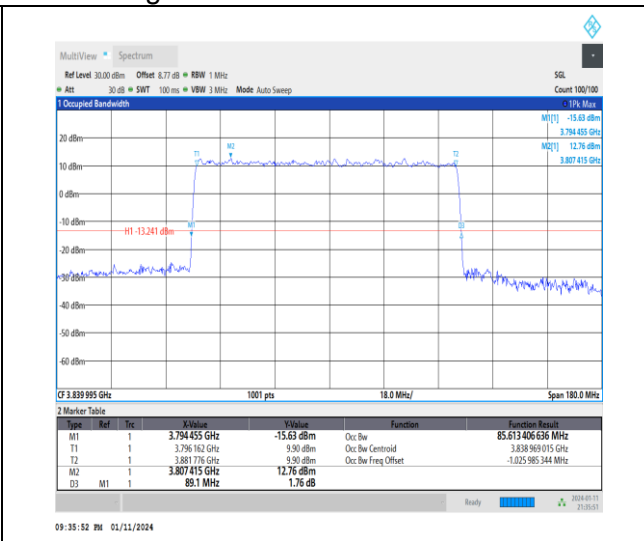 MultiView Spectrum
Ref Level 30.00 dBm Offset 8.77 dB RBW 1 MHz SGL
Att 30 dB SWT 100 ms VBW 3 MHz Mode Auto Sweep Count 100/100
1 Occupied Bandwidth 1Pk Max
M1[1] -15.63 dBm
3.794 455 GHz
M2[1] 12.76 dBm
3.807 415 GHz
20 dBm
T1 M2 T2
10 dBm
0 dBm
-10 dBm
M1 D3
H1 -13.241 dBm
-20 dBm
-30 dBm
-40 dBm
-50 dBm
-60 dBm
CF 3.839 995 GHz 1001 pts 18.0 MHz/ Span 180.0 MHz
2 Marker Table
Type Ref Trc X-Value Y-Value Function Function Result
M1 1 3.794 455 GHz -15.63 dBm Occ Bw 85.613 406 636 MHz
T1 1 3.796 162 GHz 9.90 dBm Occ Bw Centroid 3.838 969 015 GHz
T2 1 3.881 776 GHz 9.90 dBm Occ Bw Freq Offset -1.025 985 344 MHz
M2 1 3.807 415 GHz 12.76 dBm
D3 M1 1 89.1 MHz 1.76 dB
Ready 2024-01-11
21:35:51
09:35:52 PM 01/11/2024